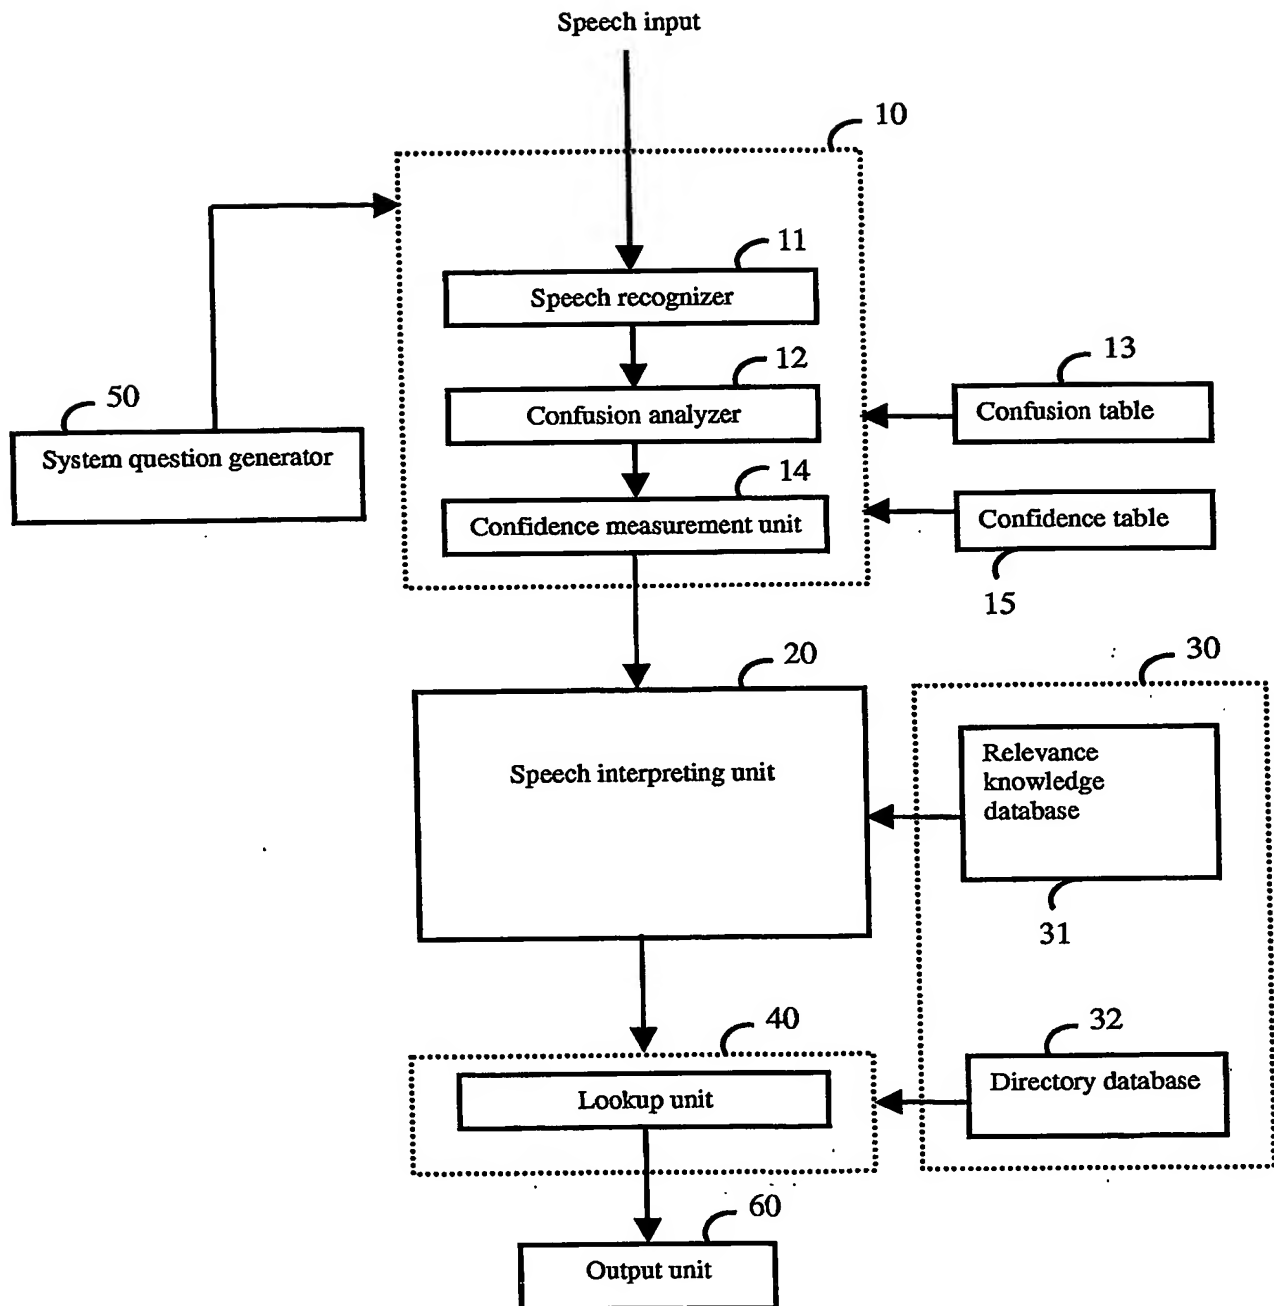 Speech input
10
11
Speech recognizer
12
13
Confusion analyzer
Confusion table
50
System question generator
14
Confidence measurement unit
Confidence table
15
20
30
Speech interpreting unit
Relevance
knowledge
database
31
40
32
Lookup unit
Directory database
60
Output unit